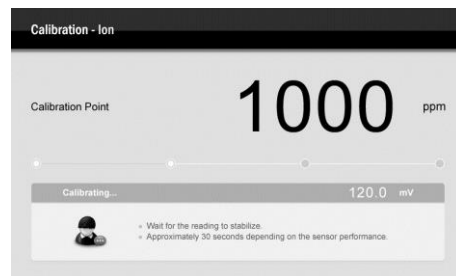 Calibration - Ion
Calibration Point 1000 ppm
Calibrating... 120.0 mV
Wait for the reading to stabilize.
Approximately 30 seconds depending on the sensor performance.